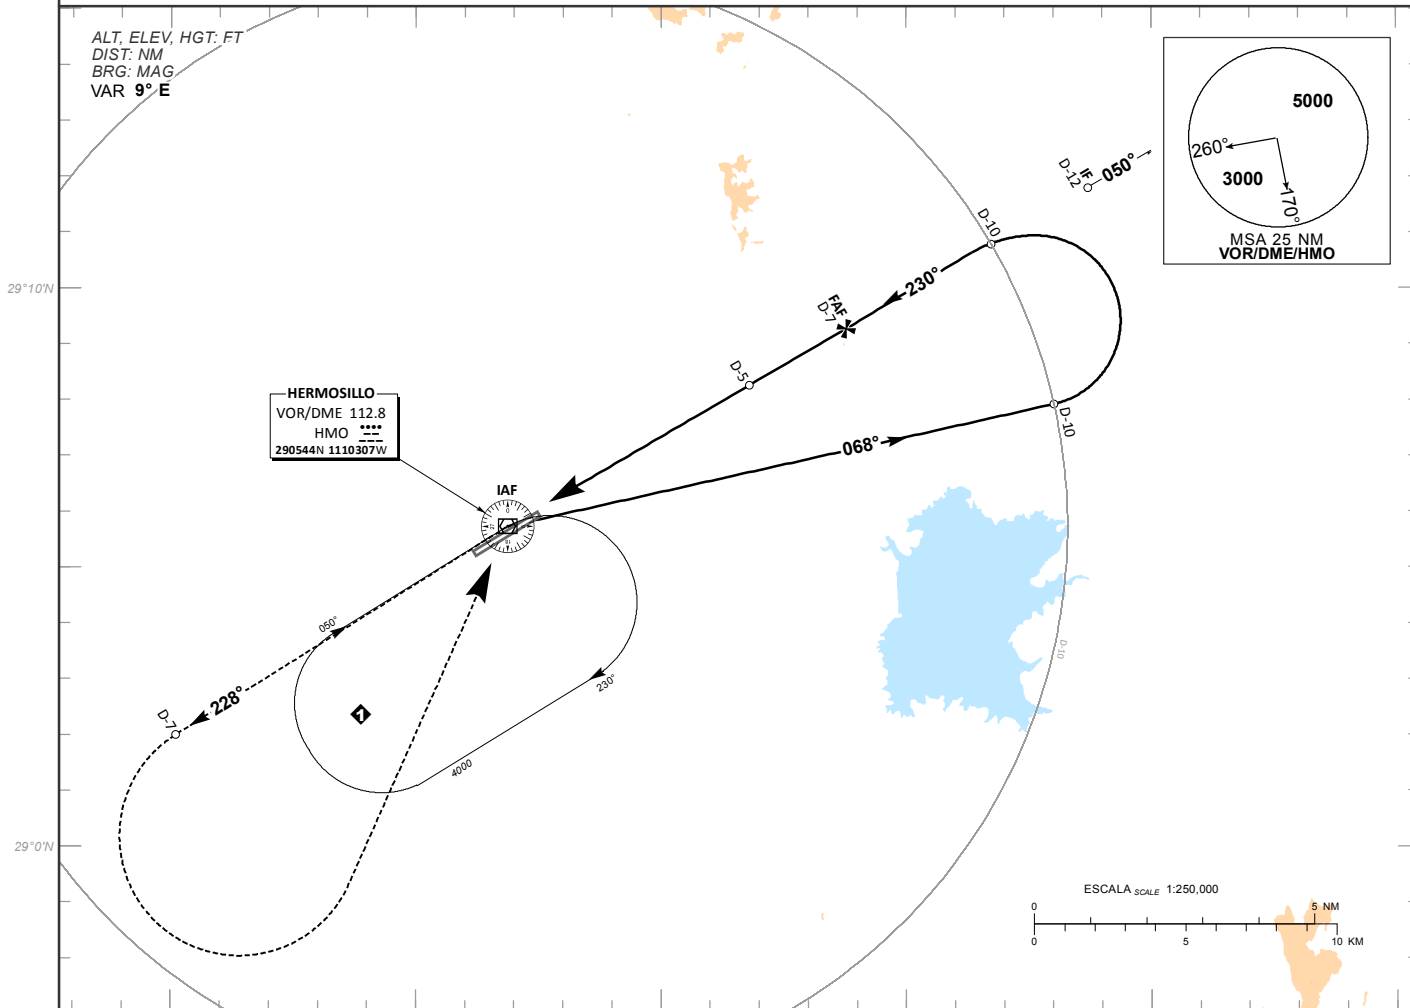 ALT, ELEV, HGT: FT
DIST: NM
BRG: MAG
VAR 9° E
5000
260°
3000
170°
MSA 25 NM
VOR/DME/HMO
IF
D-12
050°
D-10
230°
29°10'N
FAF
D-7
D-5
HERMOSILLO
VOR/DME 112.8
HMO
290544N 1110307W
D-10
068°
IAF
0
050°
D-10
230°
228°
D-7
1
4000
29°0'N
ESCALA SCALE 1:250,000
0 5 NM
0 5 10 KM